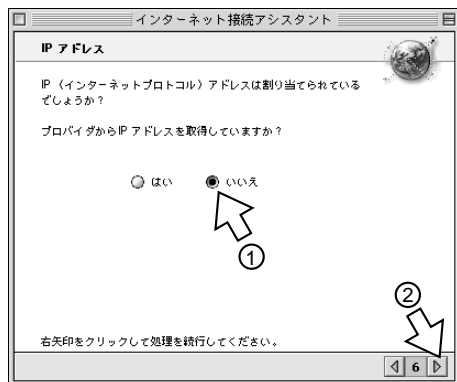 インターネット接続アシスタント
IP アドレス
IP （インターネットプロトコル）アドレスは割り当てられている
でしょうか？
プロバイダからIP アドレスを取得していますか？
はい　いいえ
①
②
右矢印をクリックして処理を続行してください。
6